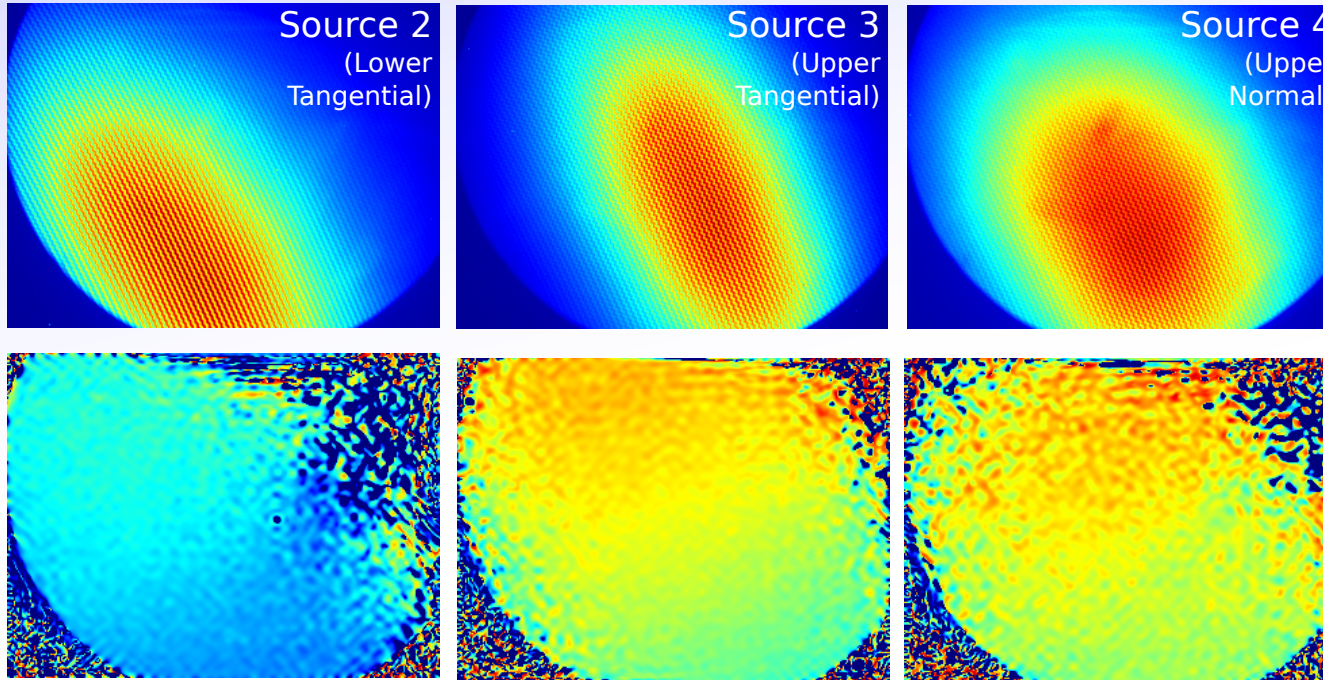 Source 2
(Lower
Tangential)
Source 3
(Upper
Tangential)
Source 4
(Uppe
Normal